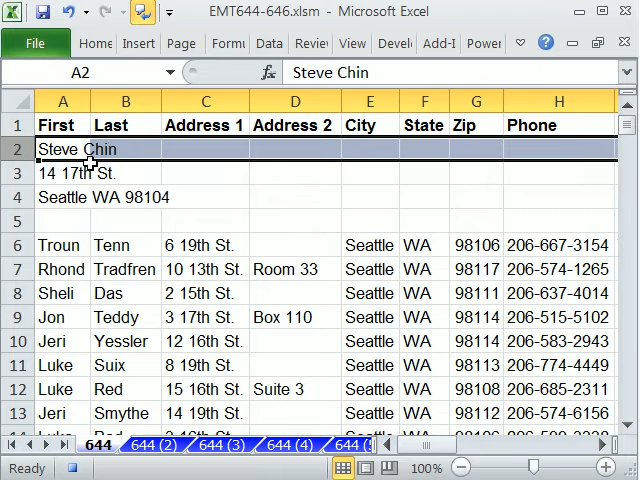 EMT644-646.xlsm - Microsoft Excel
File Home Insert Page Formu Data Revie View Devel Add-I Power
A2 fx Steve Chin
A B C D E F G H
1 First Last Address 1 Address 2 City State Zip Phone
2 Steve Chin
3 14 17th St.
4 Seattle WA 98104
5
6 Troun Tenn 6 19th St. Seattle WA 98106 206-667-3154
7 Rhond Tradfren 10 13th St. Room 33 Seattle WA 98117 206-574-1265
8 Sheli Das 2 15th St. Seattle WA 98111 206-637-4014
9 Jon Teddy 3 17th St. Box 110 Seattle WA 98114 206-515-5102
10 Jeri Yessler 12 16th St. Seattle WA 98114 206-583-2943
11 Luke Suix 8 19th St. Seattle WA 98113 206-774-4449
12 Luke Red 15 16th St. Suite 3 Seattle WA 98108 206-685-2311
13 Jeri Smythe 14 19th St. Seattle WA 98112 206-574-6156
644 644 (2) 644 (3) 644 (4) 644 (5
Ready 100%